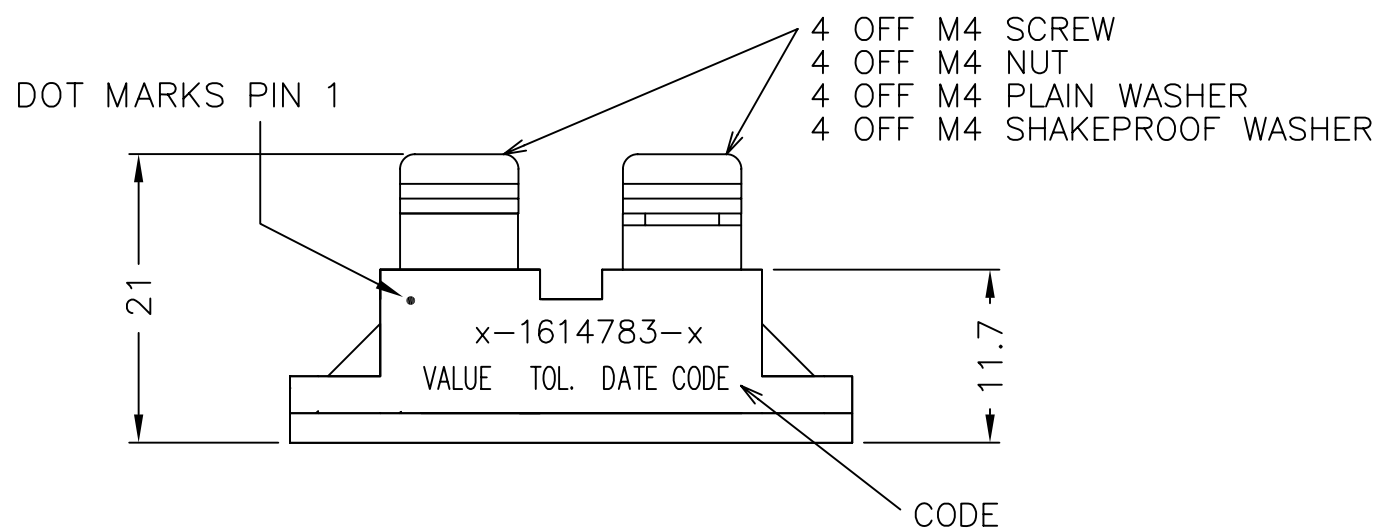 4 OFF M4 SCREW
4 OFF M4 NUT
4 OFF M4 PLAIN WASHER
4 OFF M4 SHAKEPROOF WASHER
DOT MARKS PIN 1
21
11.7
x-1614783-x
VALUE TOL. DATE CODE
CODE